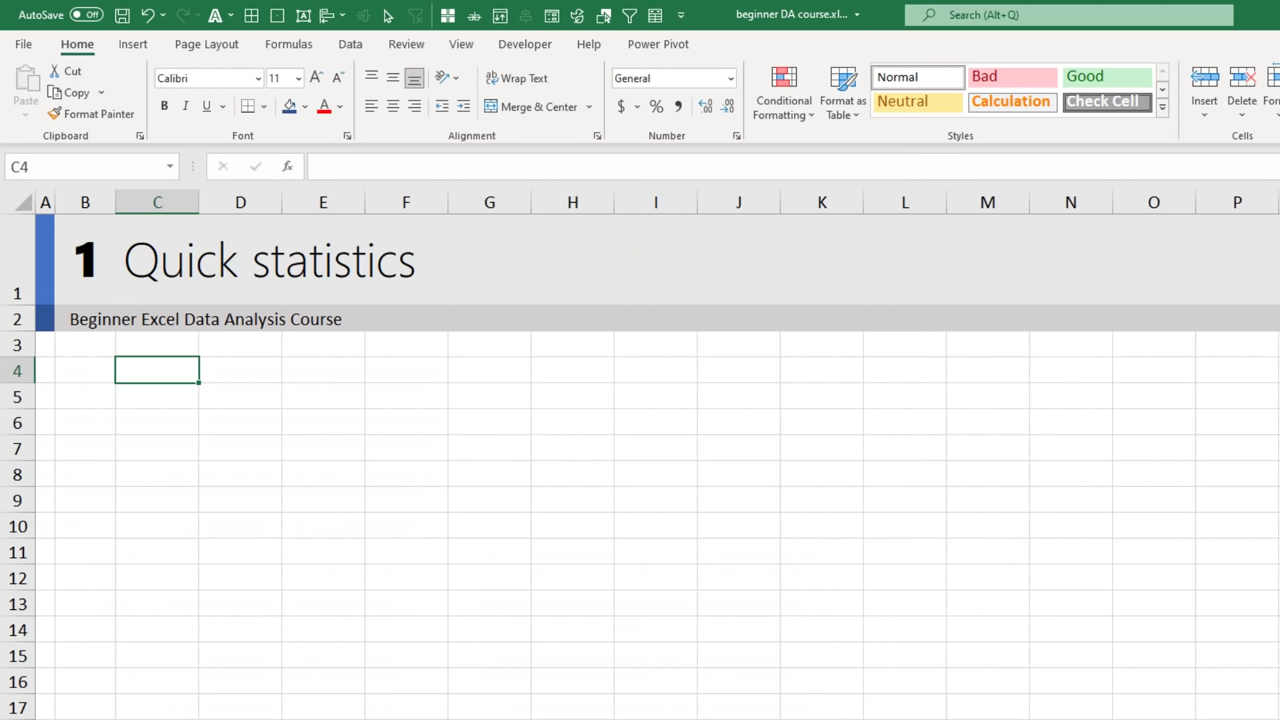 AutoSave Off beginner DA course.xl... Search (Alt+Q)
File Home Insert Page Layout Formulas Data Review View Developer Help Power Pivot
Paste Cut Copy Format Painter
Calibri 11
B I U
Wrap Text
Merge & Center
General
$ %
Conditional Formatting
Format as Table
Normal Bad Good
Neutral Calculation Check Cell
Insert Delete
Clipboard Font Alignment Number Styles Cells
C4 fx
A B C D E F G H I J K L M N O P
1 1 Quick statistics
2 Beginner Excel Data Analysis Course
3
4
5
6
7
8
9
10
11
12
13
14
15
16
17